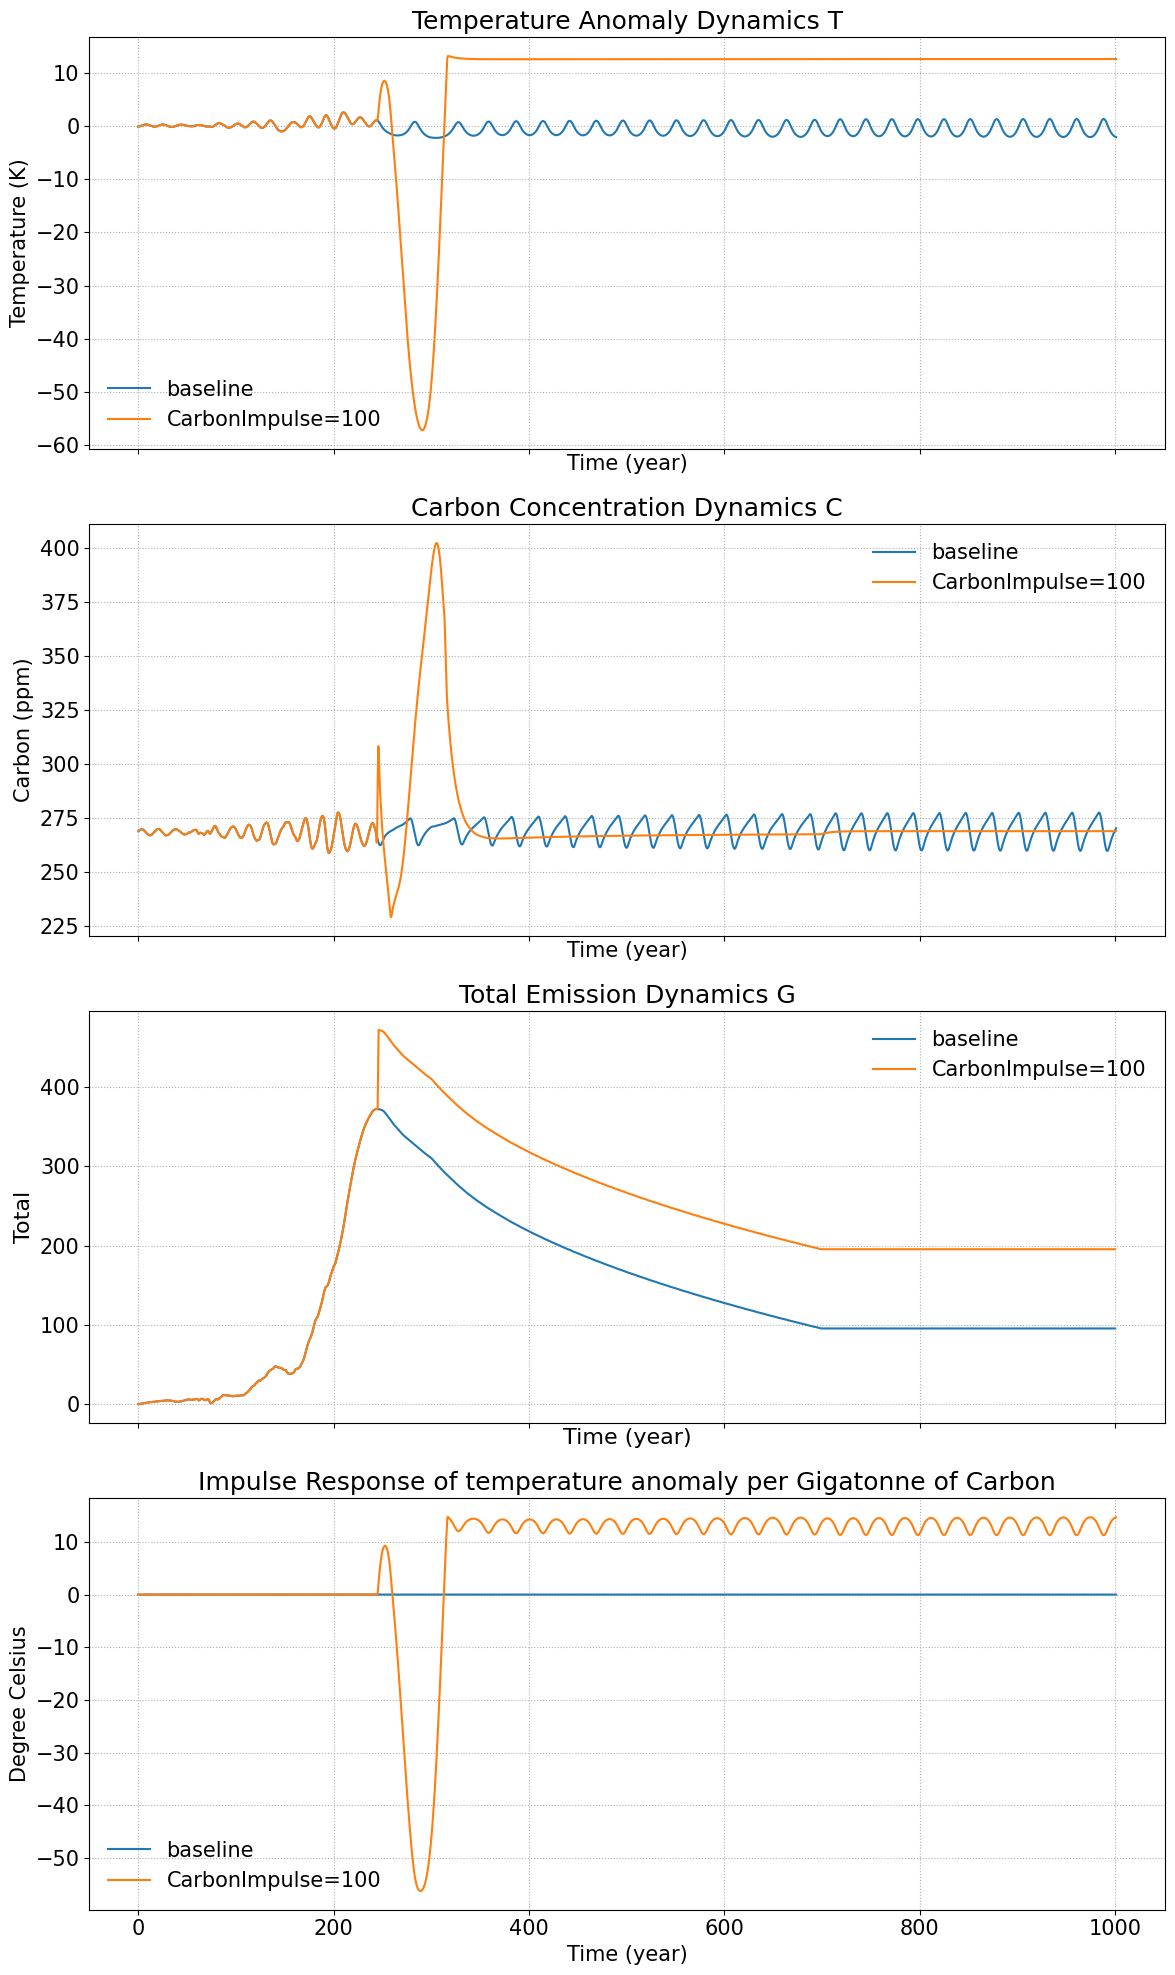 Temperature Anomaly Dynamics T
10
0
−10
−20
−30
−40
−50
−60
Temperature (K)
baseline
CarbonImpulse=100
Time (year)
Carbon Concentration Dynamics C
400
375
350
325
300
275
250
225
Carbon (ppm)
baseline
CarbonImpulse=100
Time (year)
Total Emission Dynamics G
400
300
200
100
0
Total
baseline
CarbonImpulse=100
Time (year)
Impulse Response of temperature anomaly per Gigatonne of Carbon
10
0
−10
−20
−30
−40
−50
Degree Celsius
baseline
CarbonImpulse=100
0 200 400 600 800 1000
Time (year)